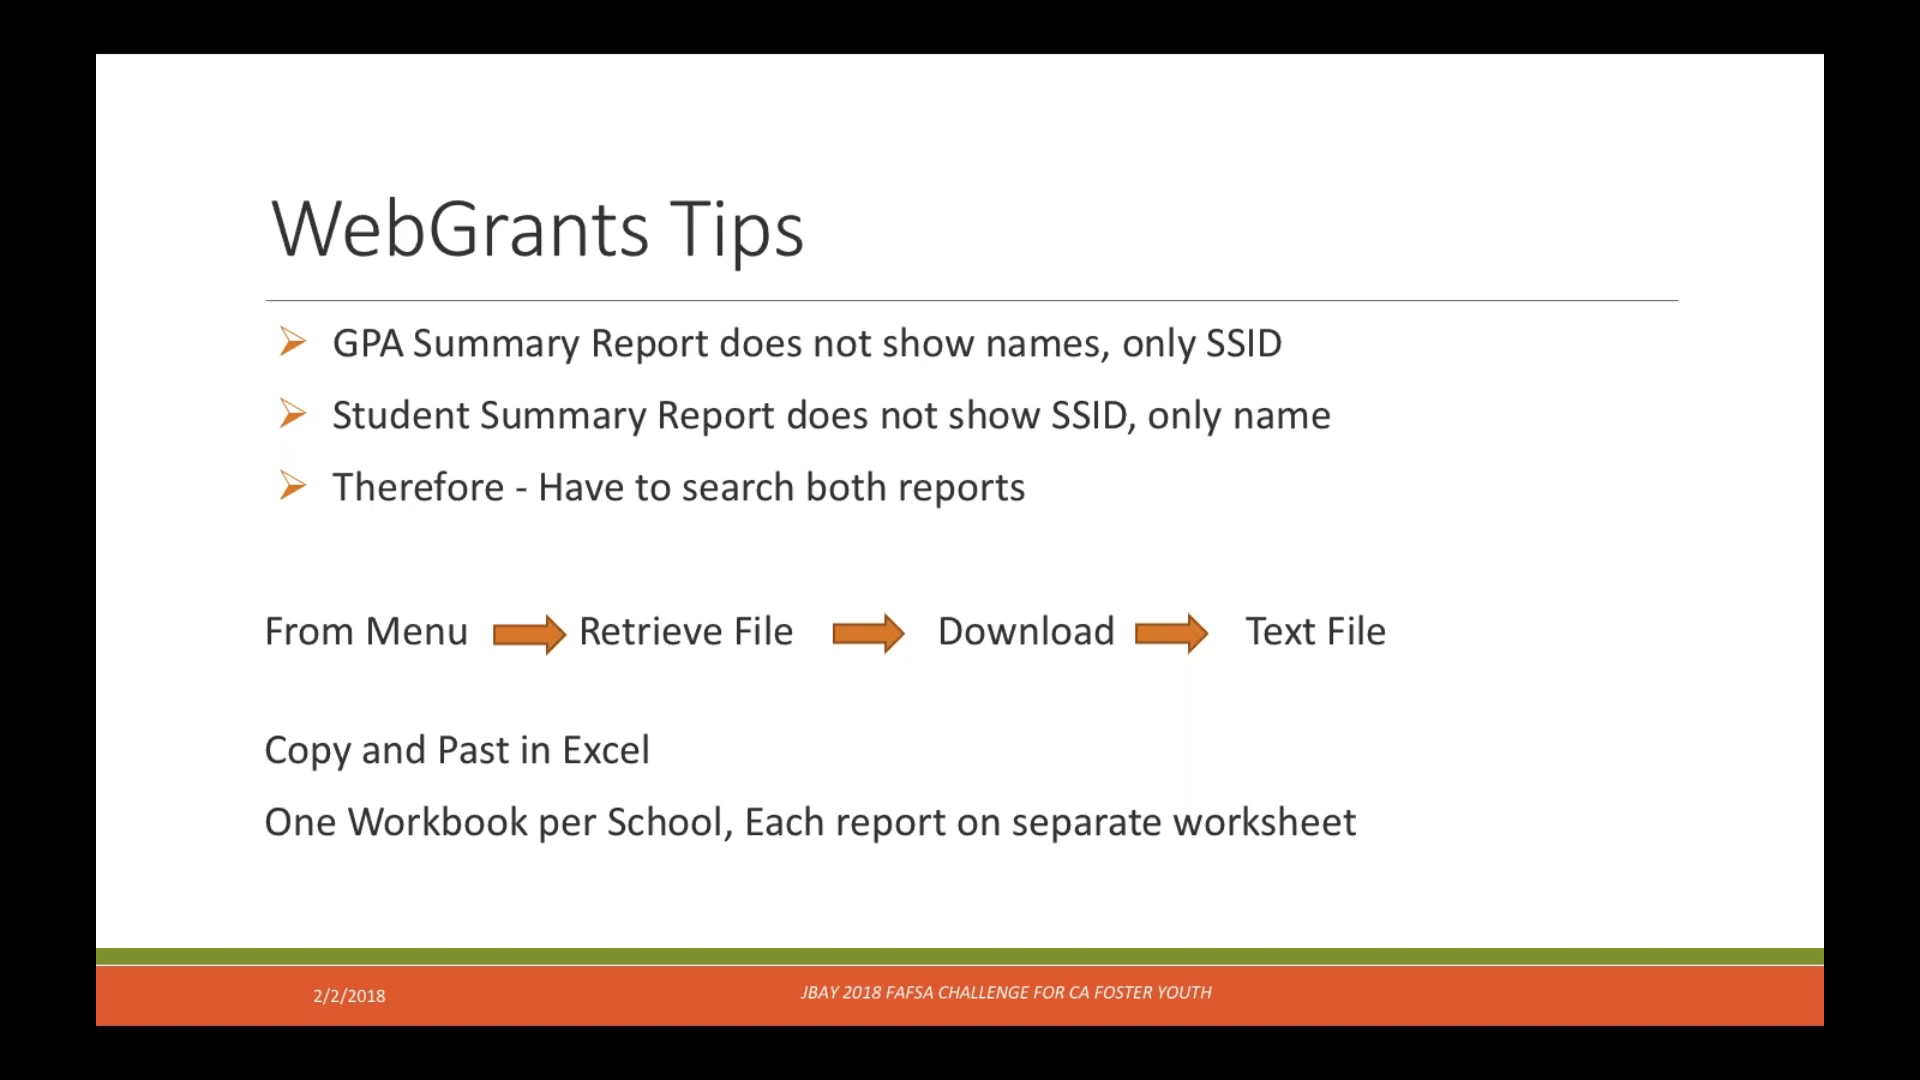 WebGrants Tips
GPA Summary Report does not show names, only SSID
Student Summary Report does not show SSID, only name
Therefore - Have to search both reports
From Menu Retrieve File Download Text File
Copy and Past in Excel
One Workbook per School, Each report on separate worksheet
2/2/2018 JBAY 2018 FAFSA CHALLENGE FOR CA FOSTER YOUTH